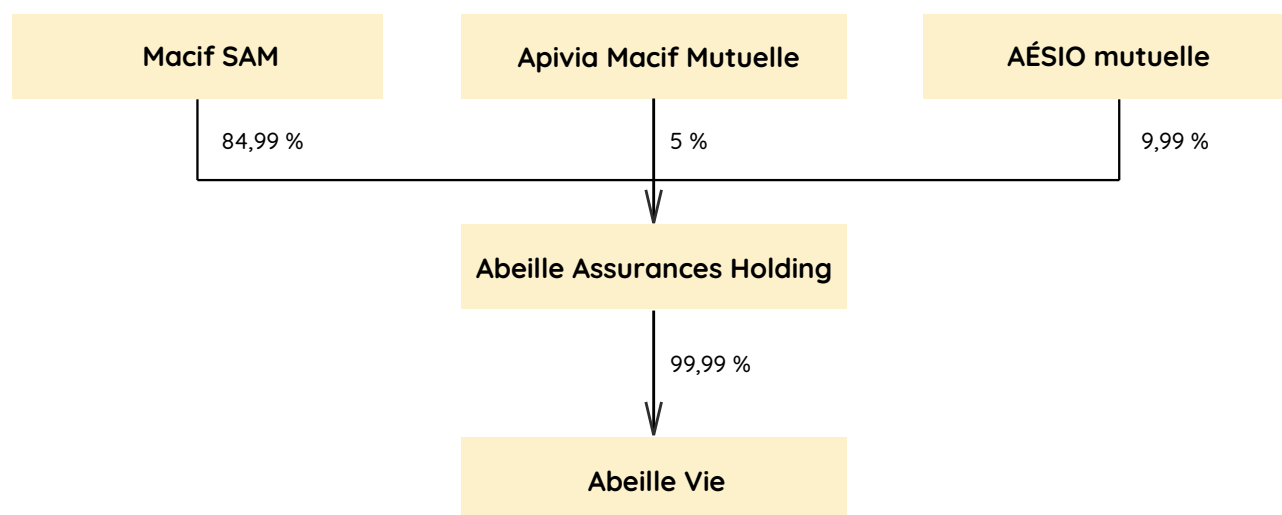 Macif SAM
Apivia Macif Mutuelle
AÉSIO mutuelle
84,99 %
5 %
9,99 %
Abeille Assurances Holding
99,99 %
Abeille Vie